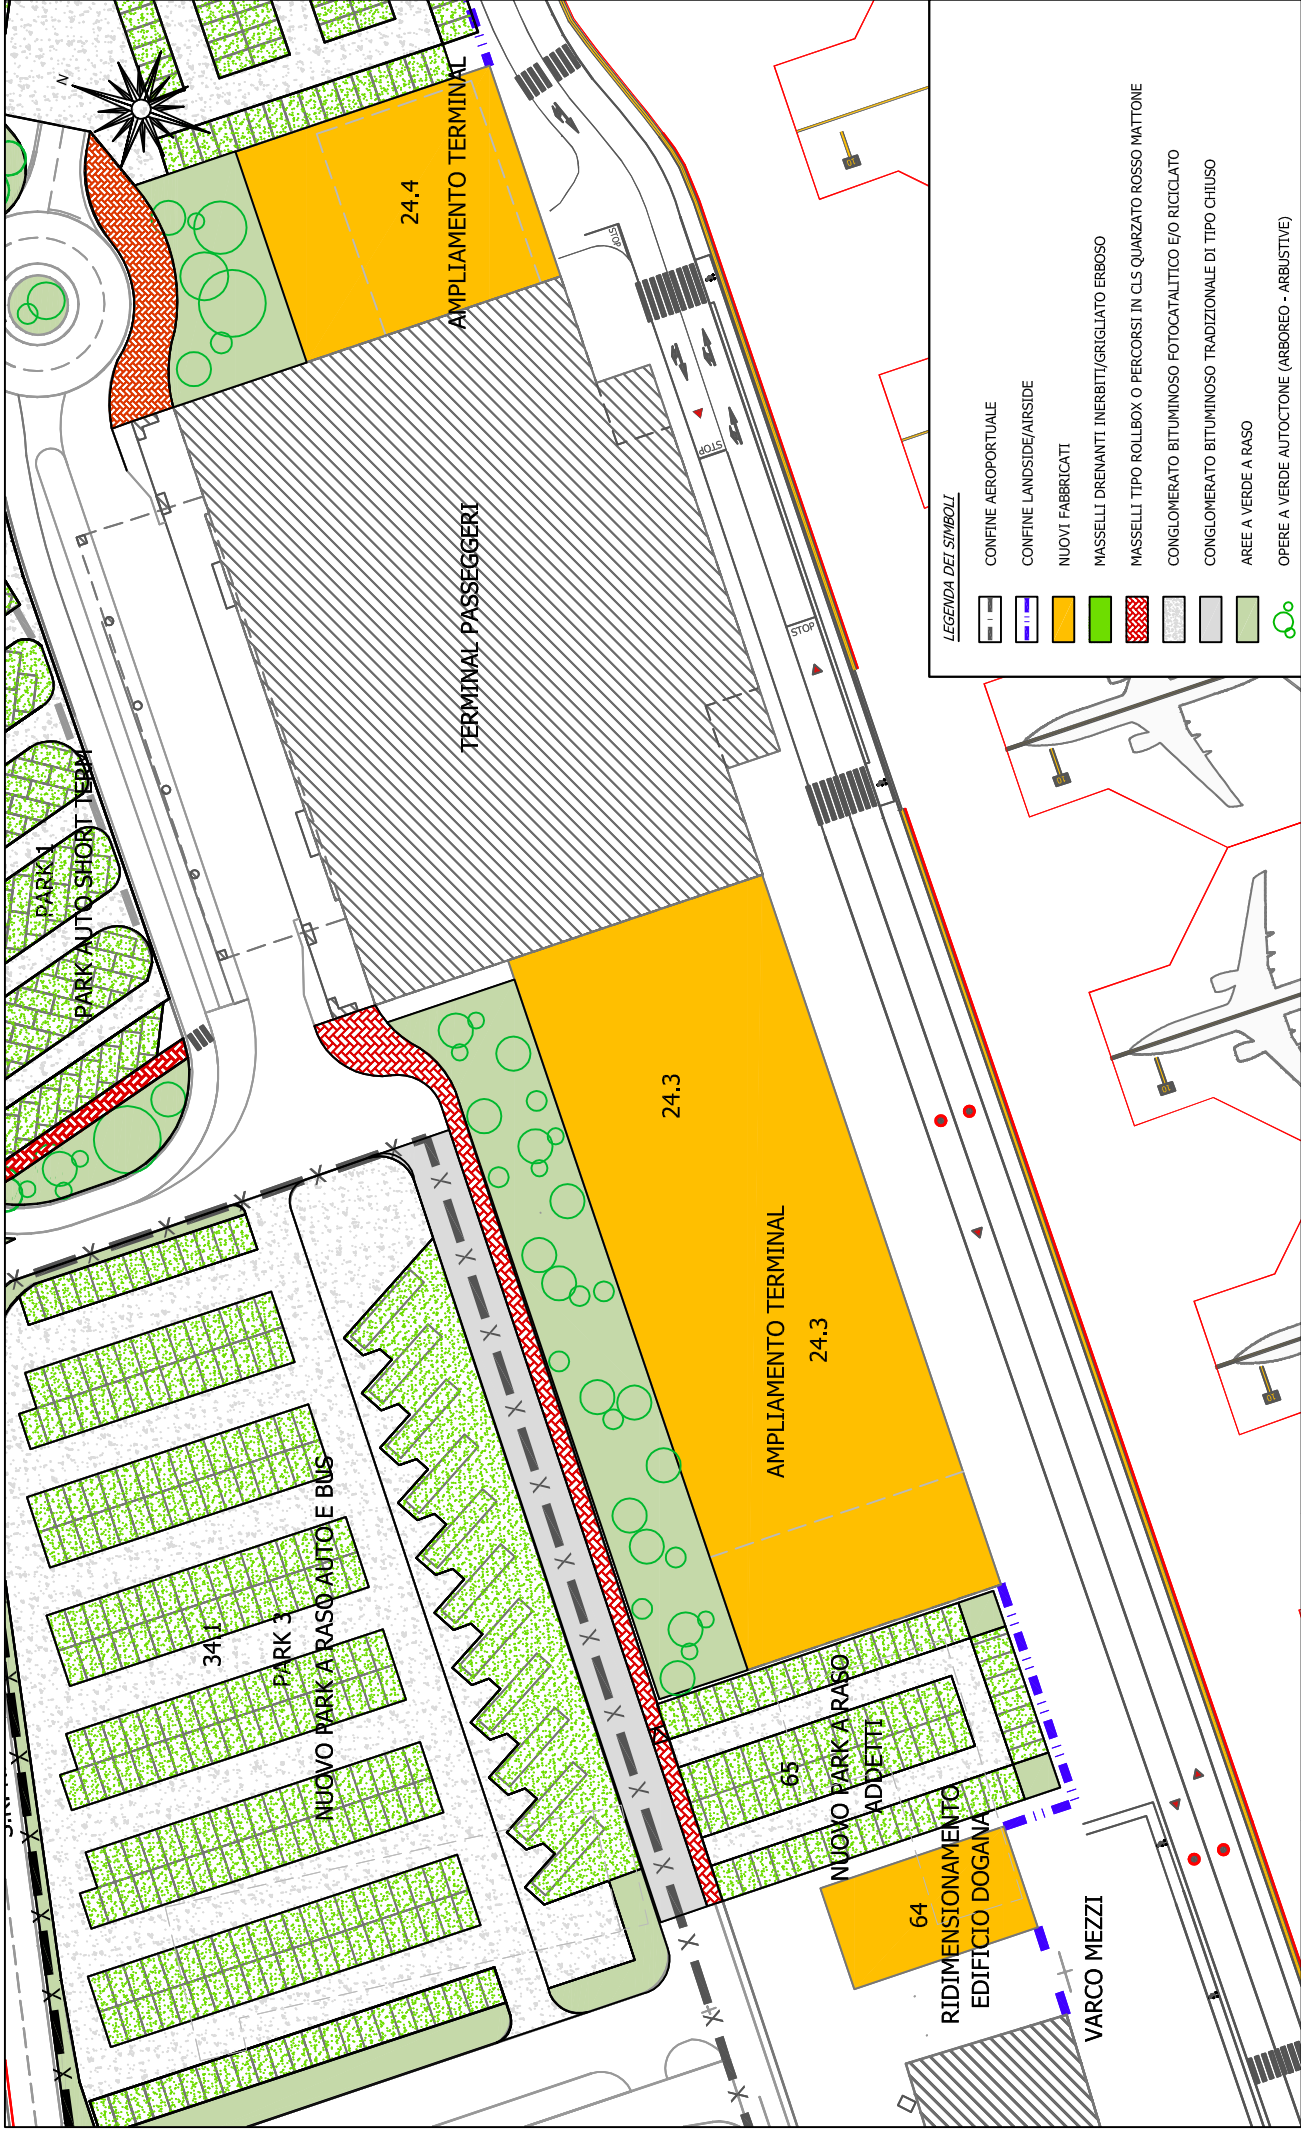 N
24.4
AMPLIAMENTO TERMINAL
TERMINAL PASSEGGERI
PARK 1
PARK AUTO SHORT TERM
STOP
STOP
STOP
24.3
AMPLIAMENTO TERMINAL
24.3
34.1
PARK 3
NUOVO PARK A RASO AUTO E BUS
65
NUOVO PARK A RASO
ADDETTI
64
RIDIMENSIONAMENTO
EDIFICIO DOGANA
VARCO MEZZI
10
10
10
10
LEGENDA DEI SIMBOLI
CONFINE AEROPORTUALE
CONFINE LANDSIDE/AIRSIDE
NUOVI FABBRICATI
MASSELLI DRENANTI INERBITI/GRIGLIATO ERBOSO
MASSELLI TIPO ROLLBOX O PERCORSI IN CLS QUARZATO ROSSO MATTONE
CONGLOMERATO BITUMINOSO FOTOCATALITICO E/O RICICLATO
CONGLOMERATO BITUMINOSO TRADIZIONALE DI TIPO CHIUSO
AREE A VERDE A RASO
OPERE A VERDE AUTOCTONE (ARBOREO - ARBUSTIVE)